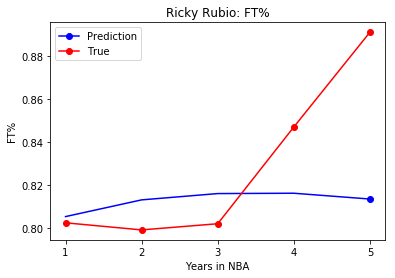 Ricky Rubio: FT%
Prediction
True
FT%
0.88
0.86
0.84
0.82
0.80
1 2 3 4 5
Years in NBA